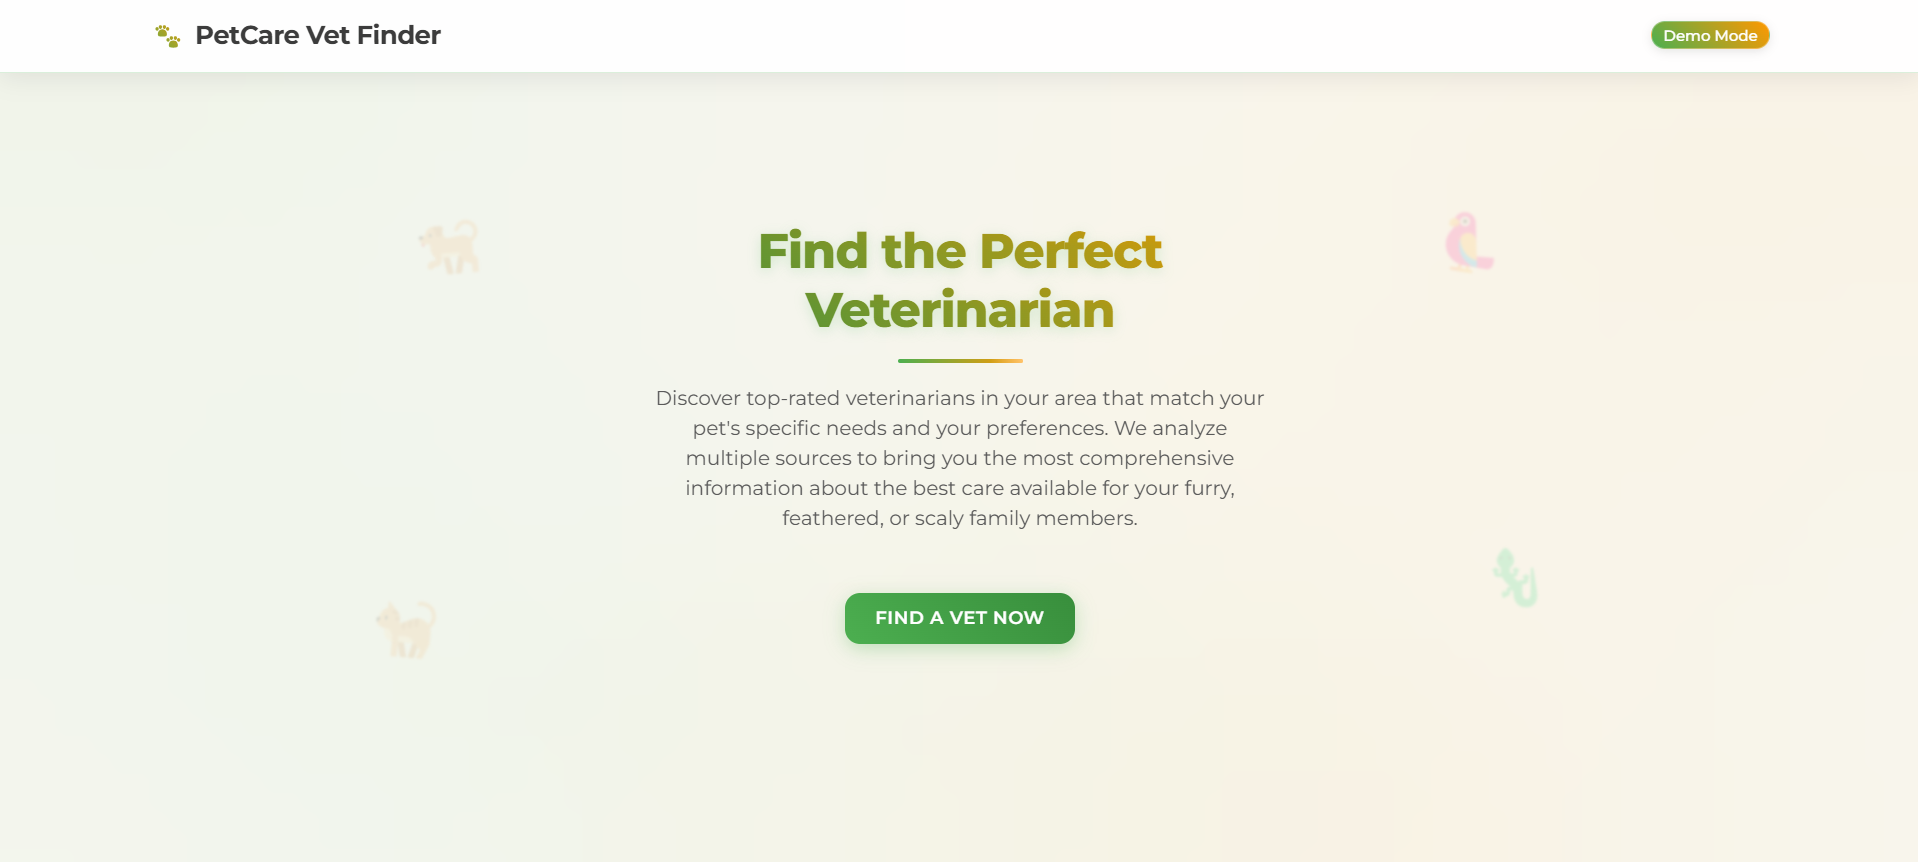 PetCare Vet Finder
Demo Mode
Find the Perfect
Veterinarian
Discover top-rated veterinarians in your area that match your
pet's specific needs and your preferences. We analyze
multiple sources to bring you the most comprehensive
information about the best care available for your furry,
feathered, or scaly family members.
FIND A VET NOW